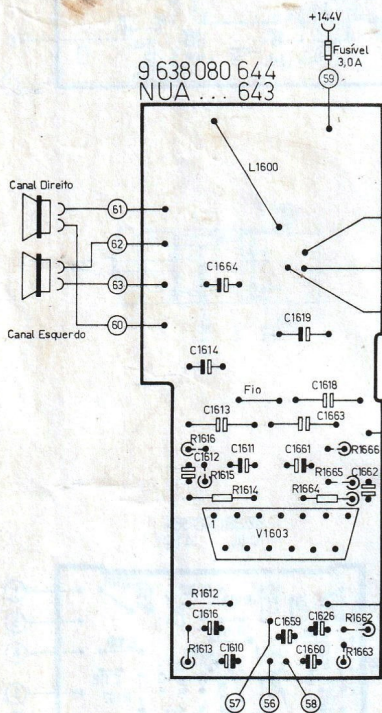 +14,4V
Fusível
3,0A
59
9 638 080 644
NUA ... 643
L1600
Canal Direito
61
62
C1664
63
Canal Esquerdo
60
C1619
C1614
Fio
C1618
C1613
C1663
R1616
R1666
C1612
C1611
C1661
R1665
C1662
R1615
R1614
R1664
1
V1603
R1612
C1616
C1659
C1626
R1662
R1613
C1610
C1660
R1663
57
56
58